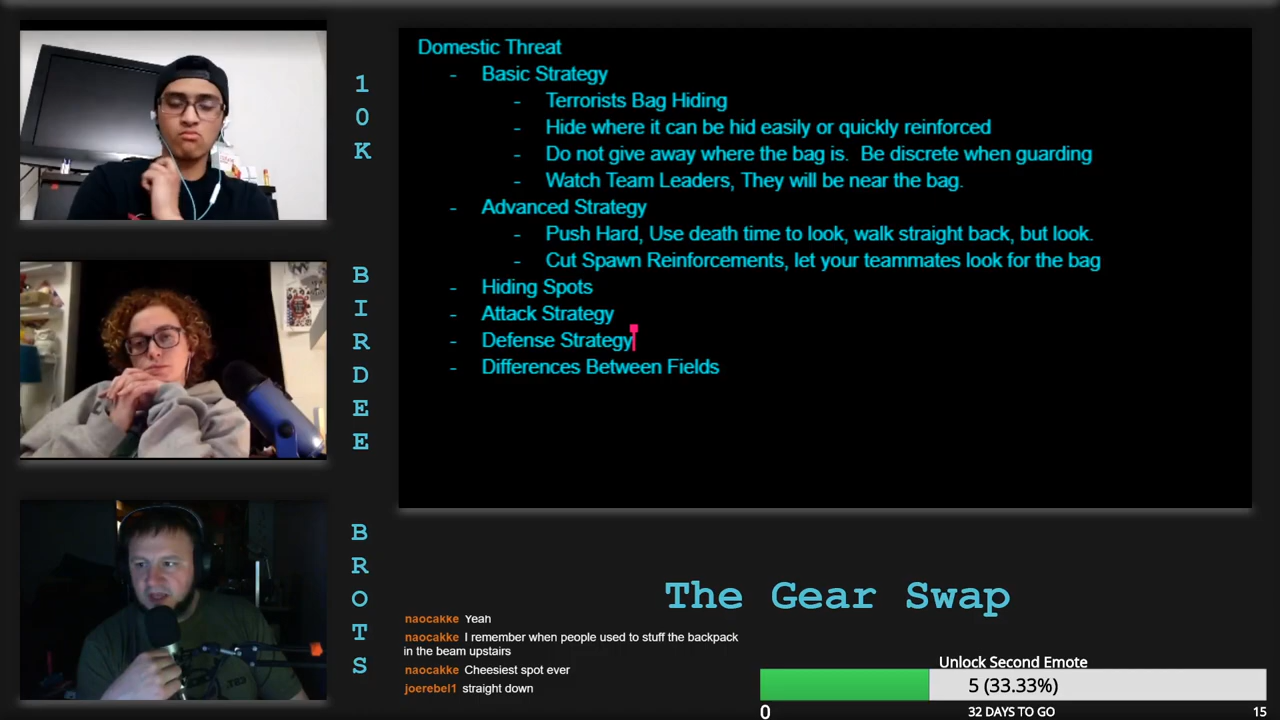 10K
BIRDEE
BROTS
Domestic Threat
- Basic Strategy
- Terrorists Bag Hiding
- Hide where it can be hid easily or quickly reinforced
- Do not give away where the bag is.  Be discrete when guarding
- Watch Team Leaders, They will be near the bag.
- Advanced Strategy
- Push Hard, Use death time to look, walk straight back, but look.
- Cut Spawn Reinforcements, let your teammates look for the bag
- Hiding Spots
- Attack Strategy
- Defense Strategy
- Differences Between Fields
The Gear Swap
naocakke Yeah
naocakke I remember when people used to stuff the backpack
in the beam upstairs
naocakke Cheesiest spot ever
joerebel1 straight down
Unlock Second Emote
5 (33.33%)
0 32 DAYS TO GO 15